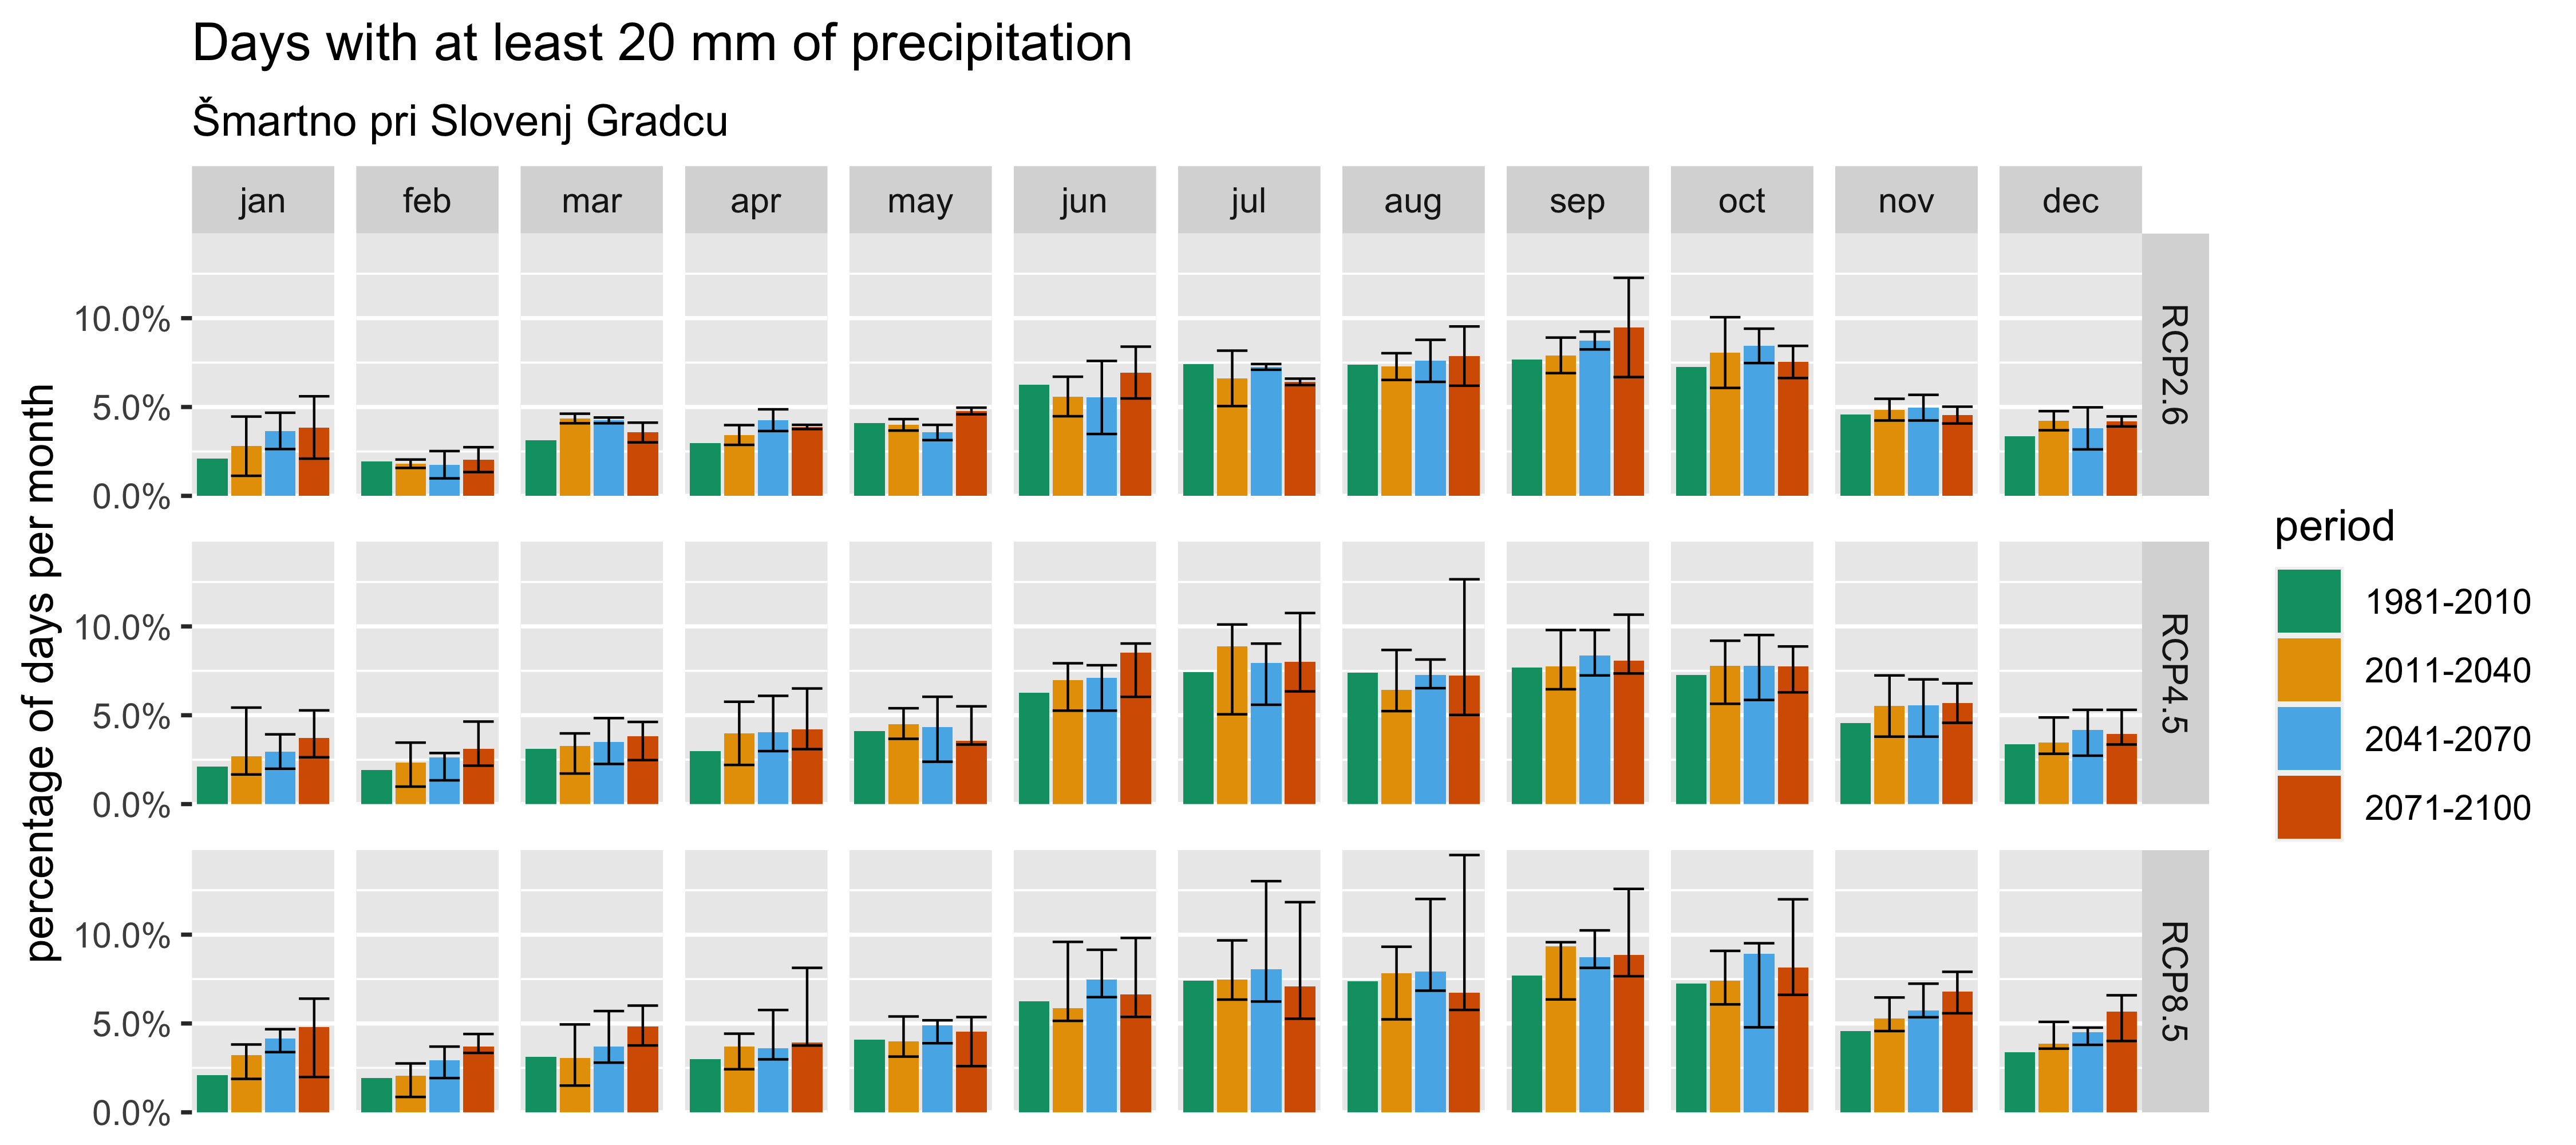 Days with at least 20 mm of precipitation
Šmartno pri Slovenj Gradcu
jan feb mar apr may jun jul aug sep oct nov dec
percentage of days per month
10.0%
5.0%
0.0%
RCP2.6
10.0%
5.0%
0.0%
RCP4.5
10.0%
5.0%
0.0%
RCP8.5
period
1981-2010
2011-2040
2041-2070
2071-2100